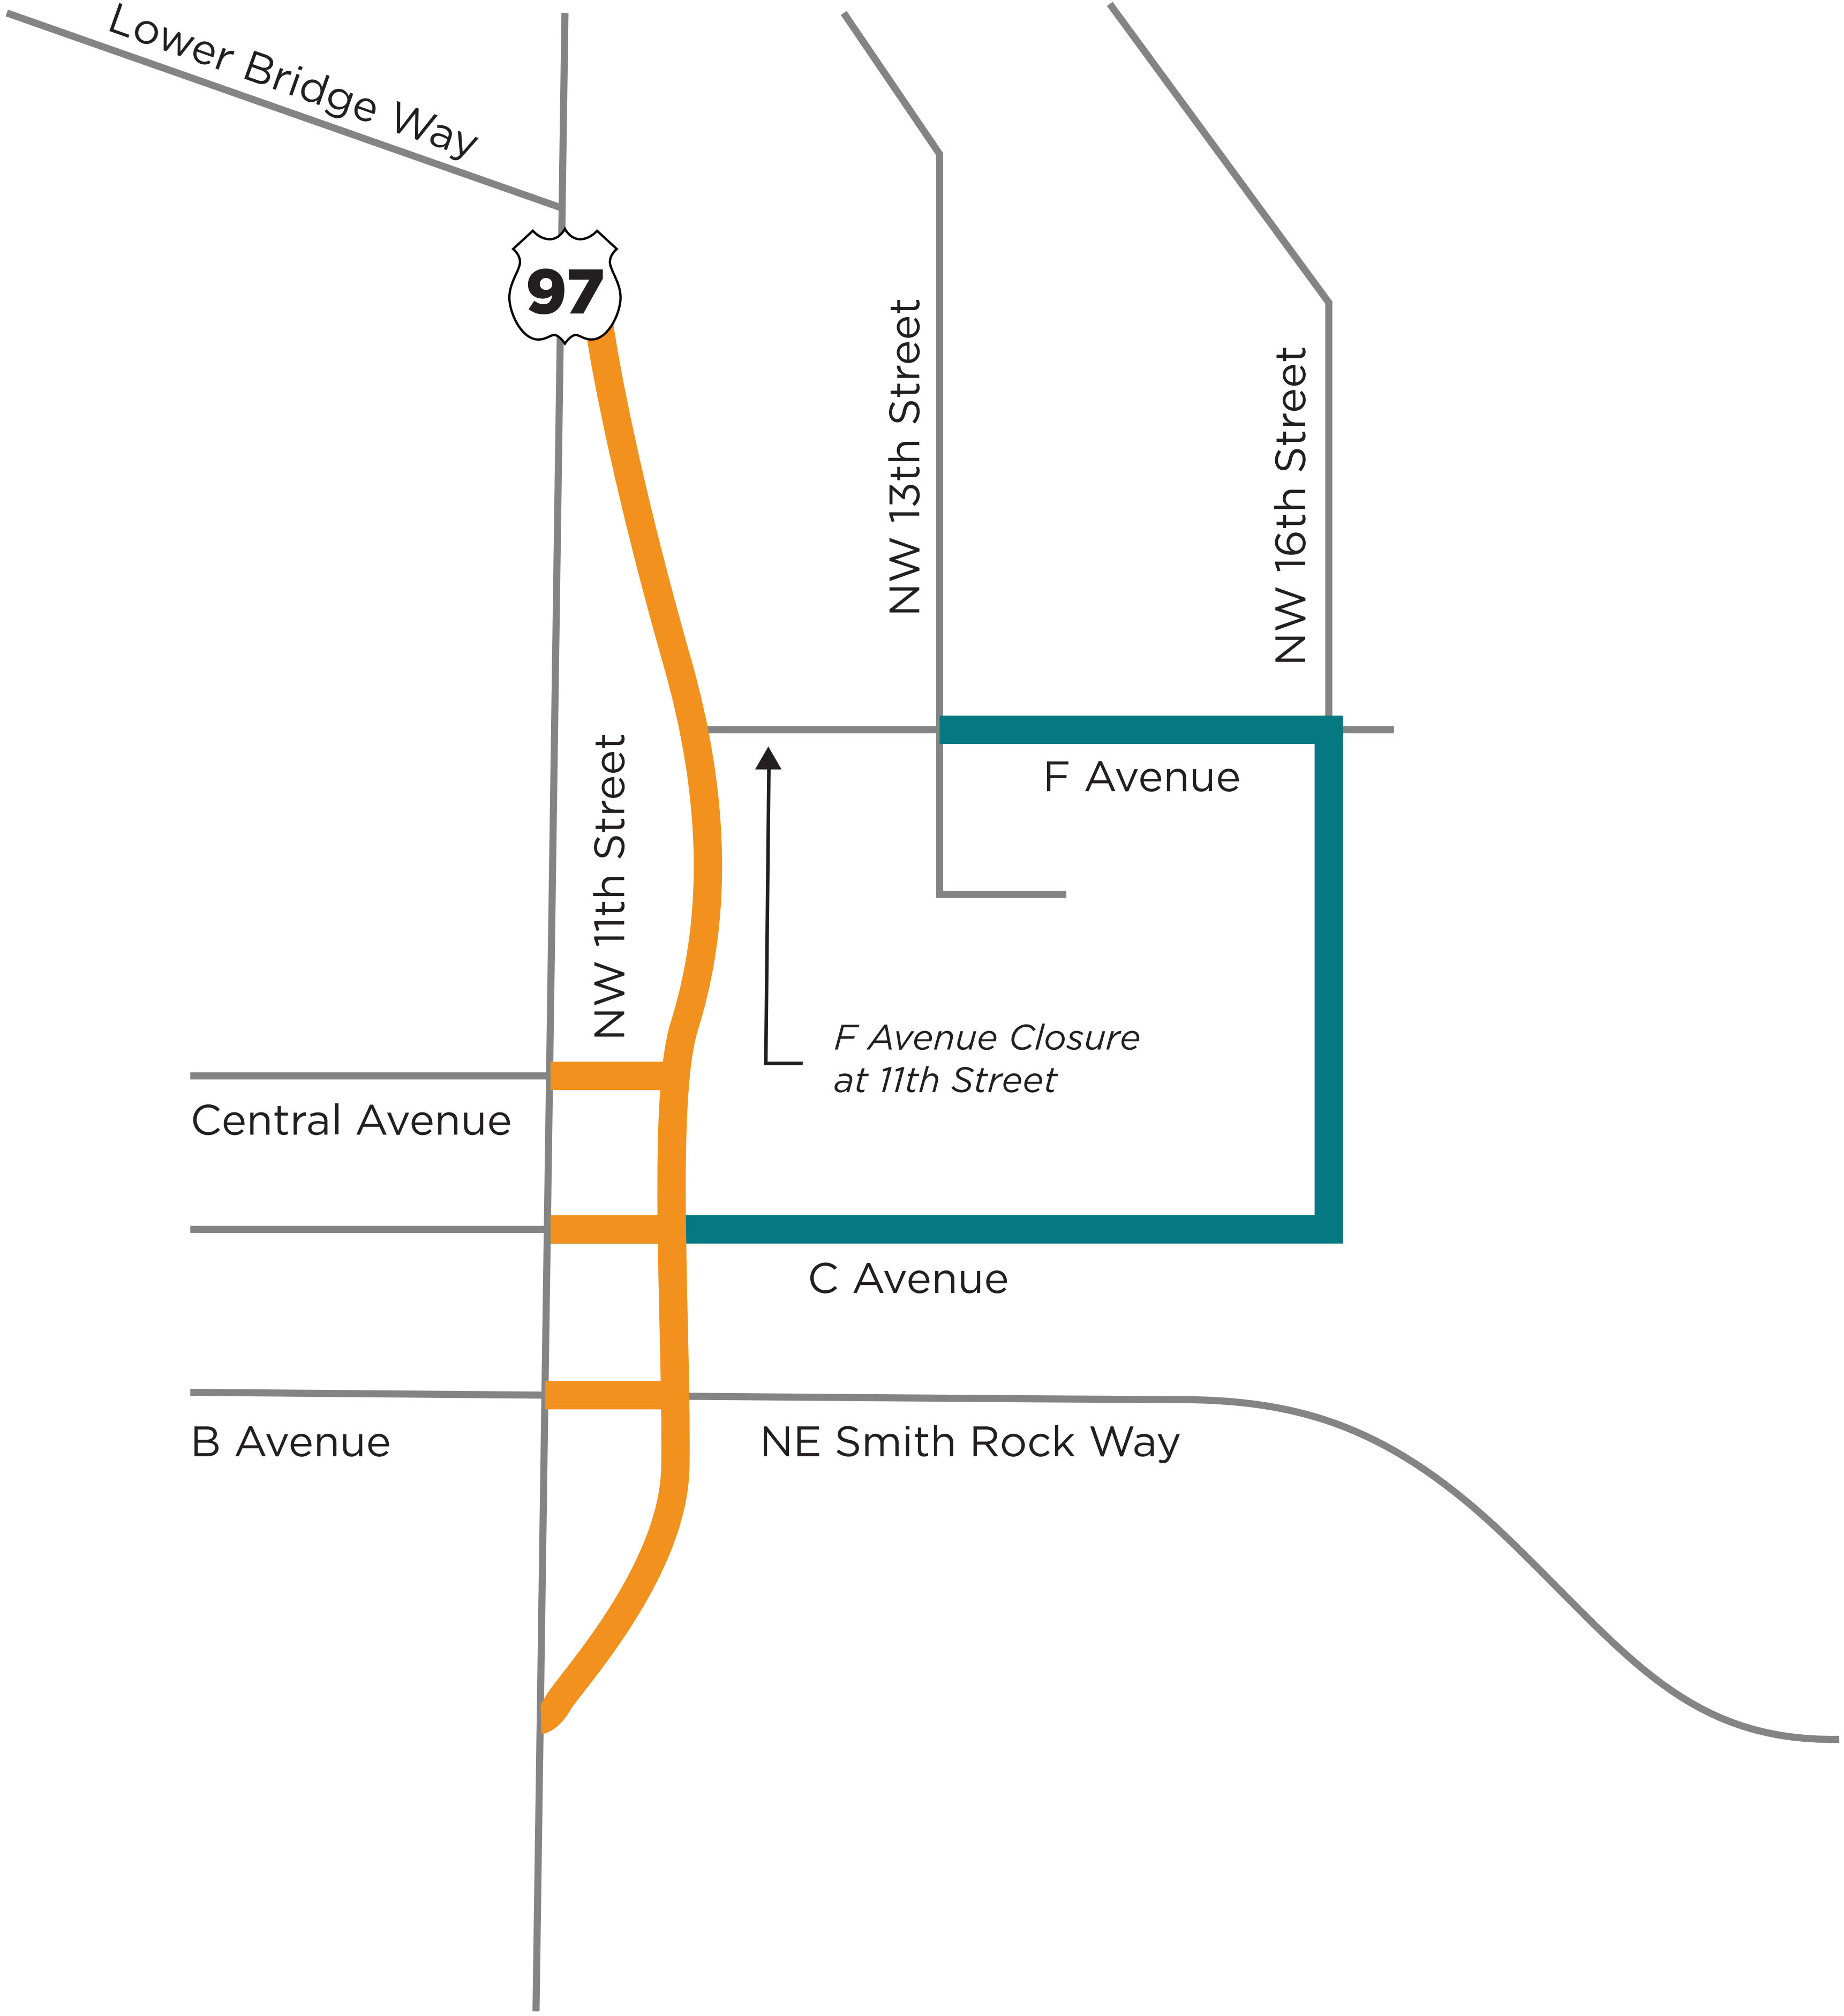 Lower Bridge Way
97
NW 13th Street
NW 16th Street
NW 11th Street
F Avenue
F Avenue Closure
at 11th Street
Central Avenue
C Avenue
B Avenue
NE Smith Rock Way